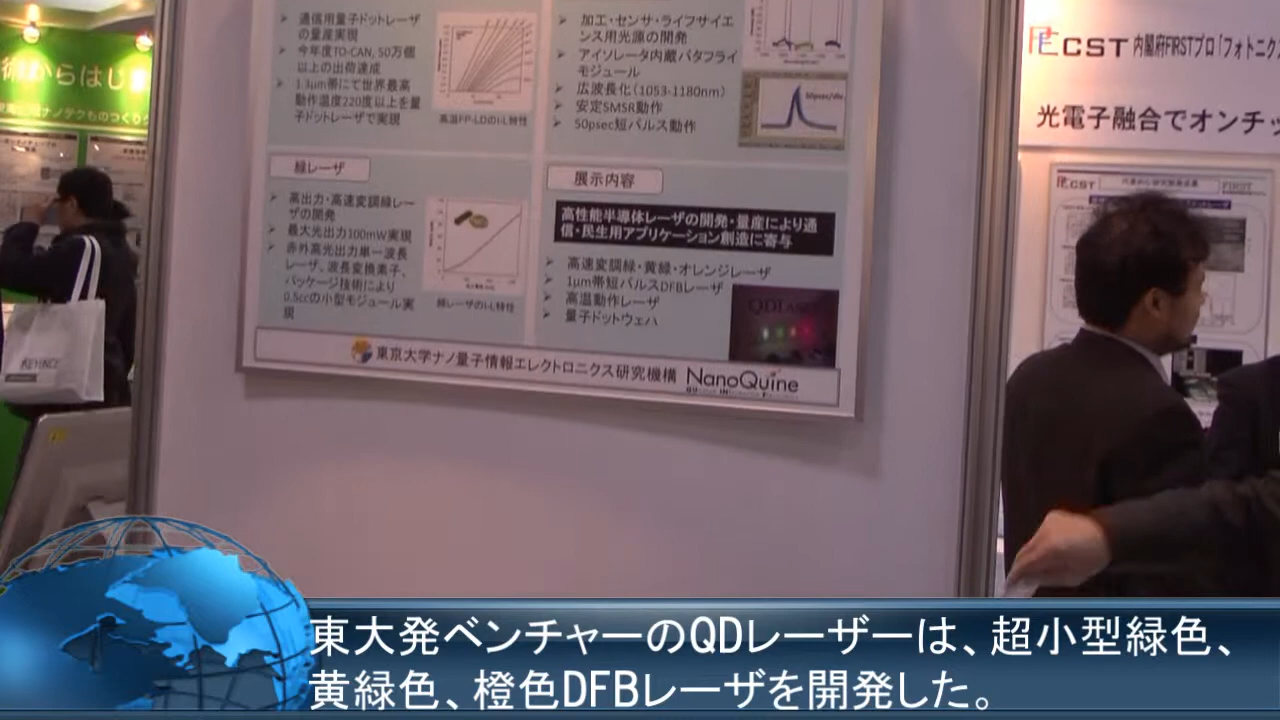 術からはじま
通信用量子ドットレーザ
の量産実現
今年度TO-CAN, 50万個
以上の出荷達成
1.3μm帯にて世界最高
動作温度220度以上を量
子ドットレーザで実現
高温FP-LDのI-L特性
加工・センサ・ライフサイエ
ンス用光源の開発
アイソレータ内蔵バタフライ
モジュール
広波長化（1053-1180nm）
安定SMSR動作
50psec短パルス動作
緑レーザ
高出力・高速変調緑レー
ザの開発
最大光出力100mW実現
赤外高光出力単一波長
レーザ、波長変換素子、
パッケージ技術により
0.5ccの小型モジュール実
現
緑レーザのI-L特性
展示内容
高性能半導体レーザの開発・量産により通
信・民生用アプリケーション創造に寄与
高速変調緑・黄緑・オレンジレーザ
1μm帯短パルスDFBレーザ
高温動作レーザ
量子ドットウェハ
東京大学ナノ量子情報エレクトロニクス研究機構 NanoQuine
PECST 内閣府FIRSTプロ「フォトニク
光電子融合でオンチッ
PECST
FIRST
KEYENCE
東大発ベンチャーのQDレーザーは、超小型緑色、
黄緑色、橙色DFBレーザを開発した。